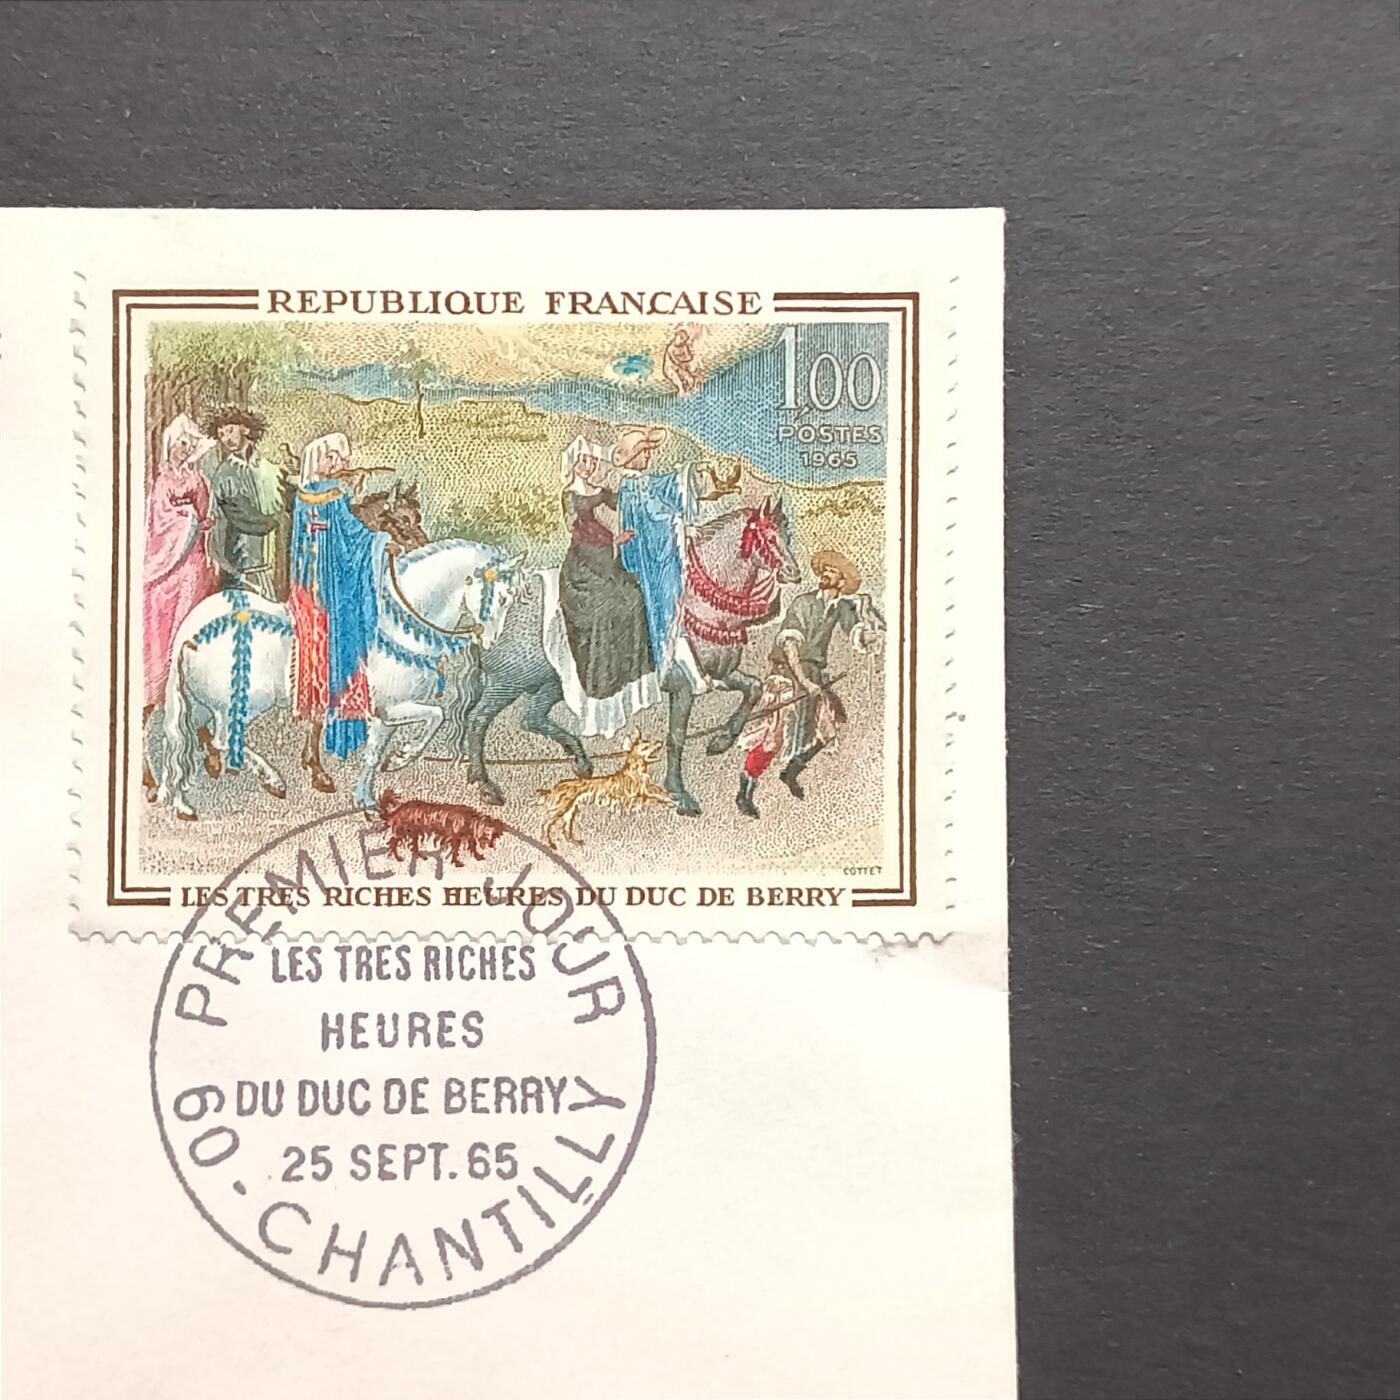 REPUBLIQUE FRANÇAISE
1,00
POSTES
1965
COTTET
LES TRES RICHES HEURES DU DUC DE BERRY
PREMIER JOUR
LES TRES RICHES
HEURES
DU DUC DE BERRY
25 SEPT. 65
60 - CHANTILLY